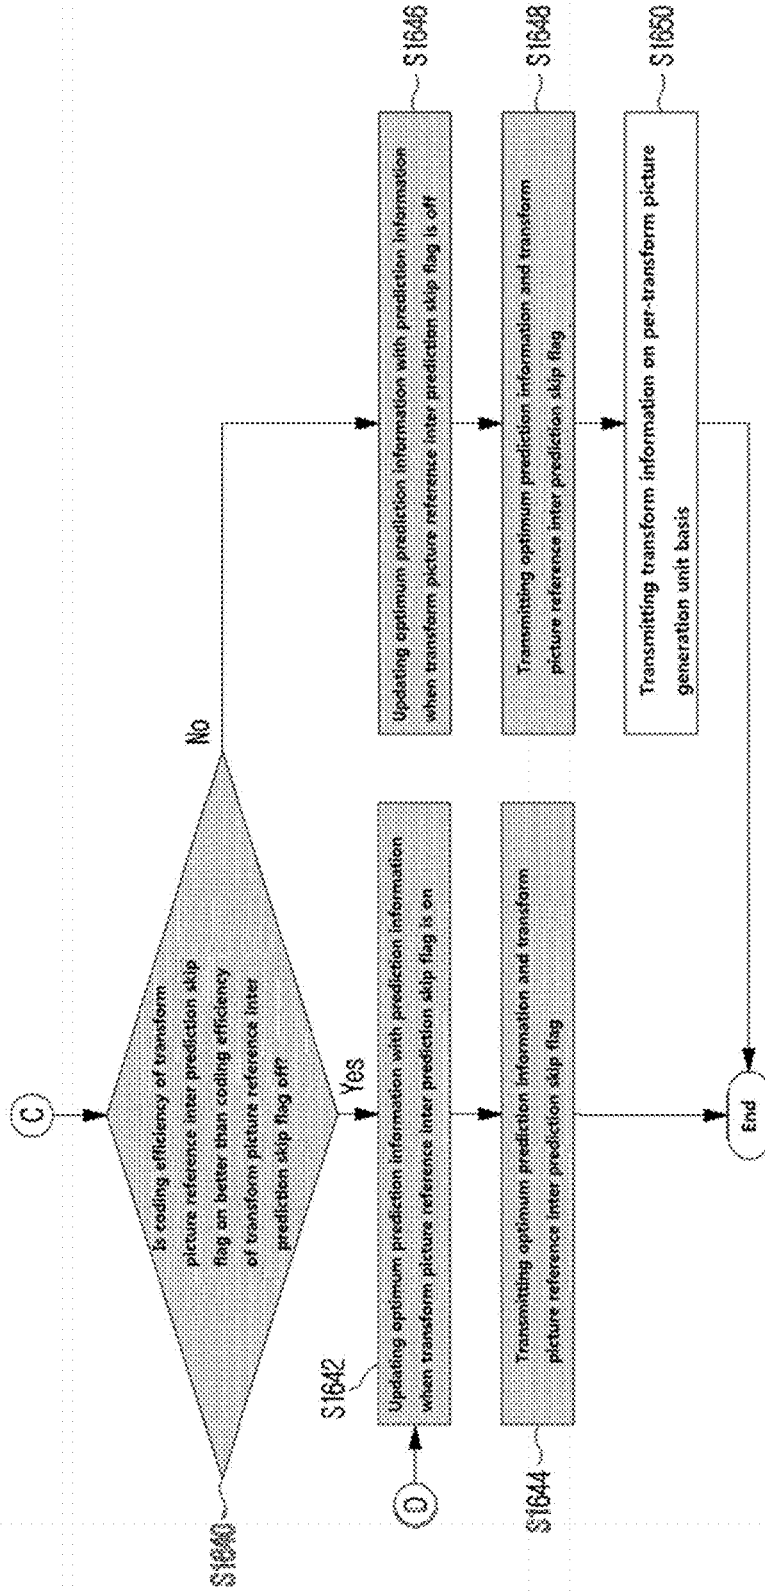 C
S1640
Is coding efficiency of transform
picture reference inter prediction skip
flag on better than coding efficiency
of transform picture reference inter
prediction skip flag off?
No
Yes
S1642
D
Updating optimum prediction information with prediction information
when transform picture reference inter prediction skip flag is on
S1644
Transmitting optimum prediction information and transform
picture reference inter prediction skip flag
S1646
Updating optimum prediction information with prediction information
when transform picture reference inter prediction skip flag is off
S1648
Transmitting optimum prediction information and transform
picture reference inter prediction skip flag
S1650
Transmitting transform information on per-transform picture
generation unit basis
End